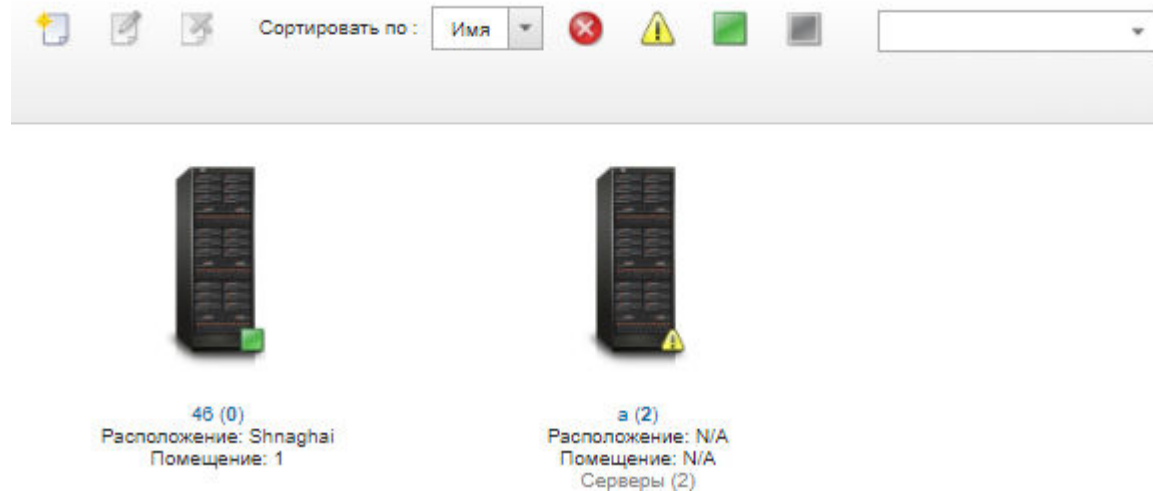 Сортировать по : Имя
46 (0)
Расположение: Shnaghai
Помещение: 1
a (2)
Расположение: N/A
Помещение: N/A
Серверы (2)